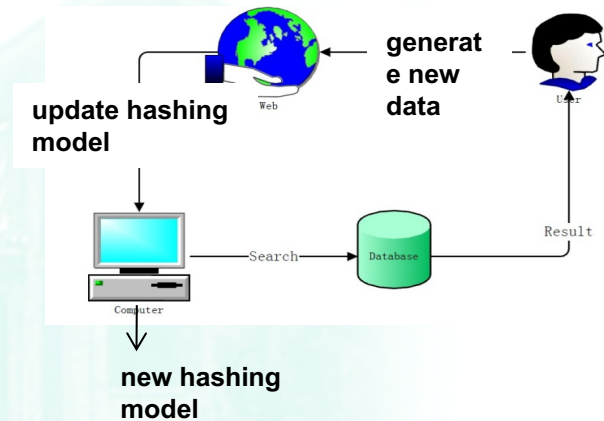 generat
e new
data
Web
User
update hashing
model
Search
Database
Result
Computer
new hashing
model